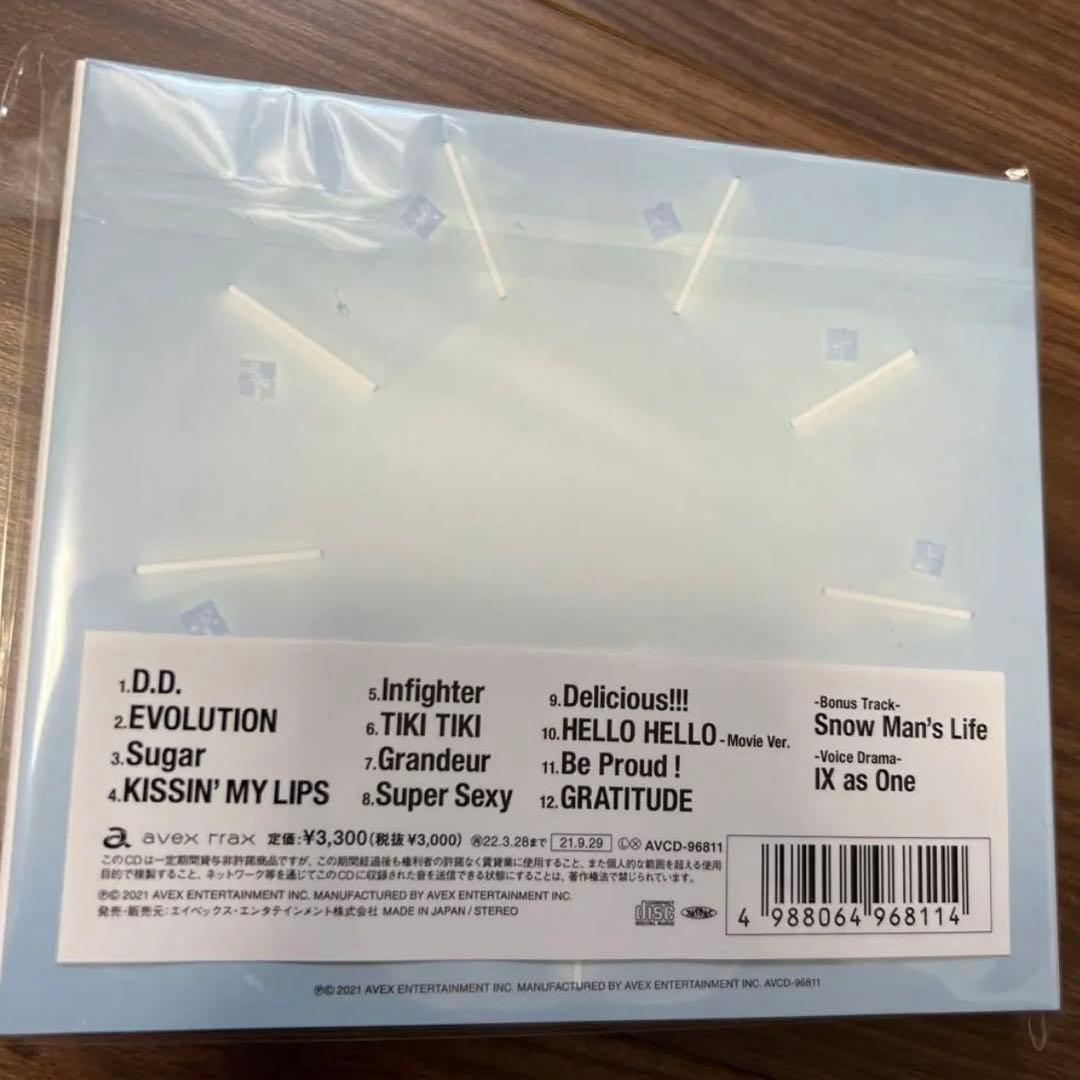 1.D.D.
2.EVOLUTION
3.Sugar
4.KISSIN' MY LIPS
5.Infighter
6.TIKI TIKI
7.Grandeur
8.Super Sexy
9.Delicious!!!
10.HELLO HELLO -Movie Ver.
11.Be Proud !
12.GRATITUDE
-Bonus Track-
Snow Man's Life
-Voice Drama-
IX as One
a avex trax 定価:¥3,300(税抜 ¥3,000) ㋐22.3.28まで 21.9.29 ⓁⓍ AVCD-96811
このCDは一定期間貸与非許諾商品ですが、この期間経過後も権利者の許諾なく賃貸業に使用すること、また個人的な範囲を超える使用
目的で複製すること、ネットワーク等を通じてこのCDに収録された音を送信できる状態にすることは、著作権法で禁じられています。
Ⓟ© 2021 AVEX ENTERTAINMENT INC. MANUFACTURED BY AVEX ENTERTAINMENT INC.
発売・販売元:エイベックス・エンタテインメント株式会社 MADE IN JAPAN / STEREO
COMPACT
disc
DIGITAL AUDIO
4 988064 968114
Ⓟ© 2021 AVEX ENTERTAINMENT INC. MANUFACTURED BY AVEX ENTERTAINMENT INC. AVCD-96811